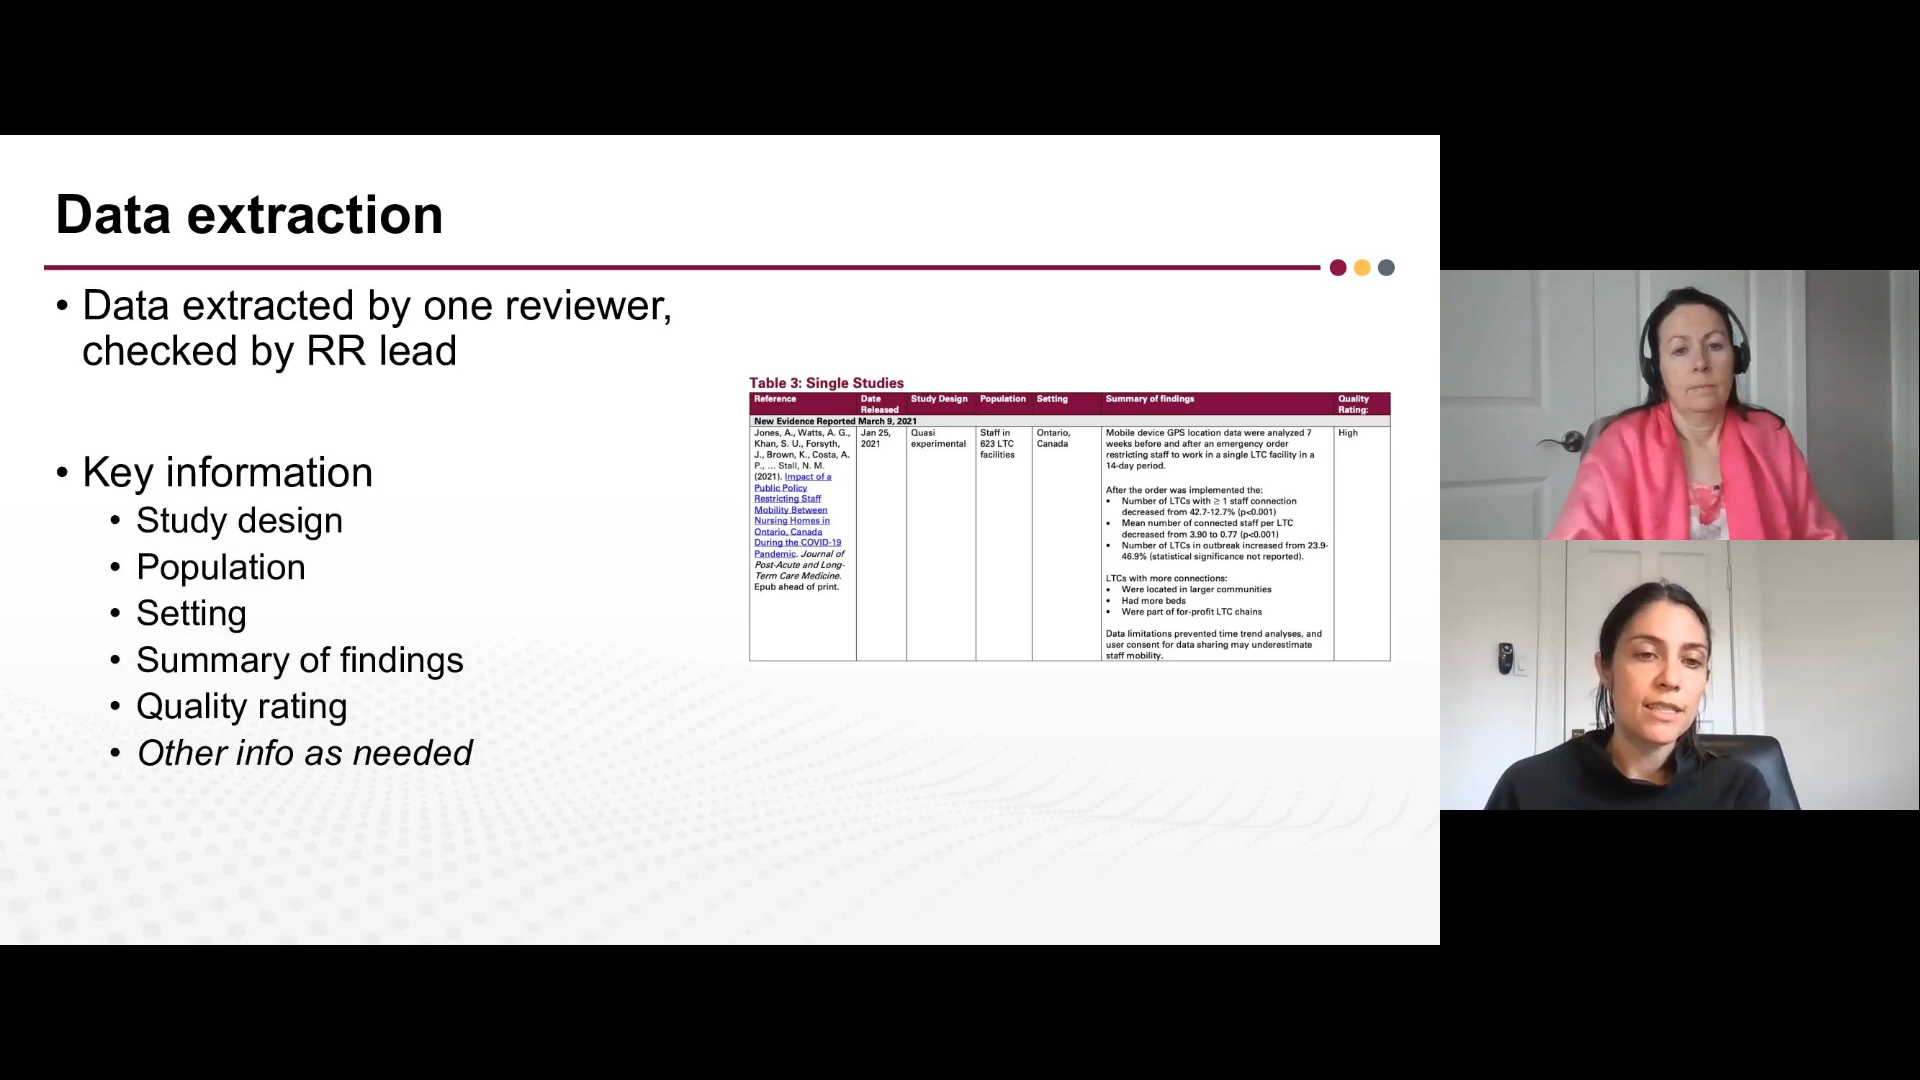 Data extraction
• Data extracted by one reviewer,
checked by RR lead
• Key information
• Study design
• Population
• Setting
• Summary of findings
• Quality rating
• Other info as needed
Table 3: Single Studies
Reference
Date
Released
Study Design
Population
Setting
Summary of findings
Quality
Rating:
New Evidence Reported March 9, 2021
Jones, A., Watts, A. G.,
Khan, S. U., Forsyth,
J., Brown, K., Costa, A.
P., ... Stall, N. M.
(2021). Impact of a
Public Policy
Restricting Staff
Mobility Between
Nursing Homes in
Ontario, Canada
During the COVID-19
Pandemic. Journal of
Post-Acute and Long-
Term Care Medicine.
Epub ahead of print.
Jan 25,
2021
Quasi
experimental
Staff in
623 LTC
facilities
Ontario,
Canada
Mobile device GPS location data were analyzed 7
weeks before and after an emergency order
restricting staff to work in a single LTC facility in a
14-day period.
After the order was implemented the:
• Number of LTCs with ≥ 1 staff connection
decreased from 42.7-12.7% (p<0.001)
• Mean number of connected staff per LTC
decreased from 3.90 to 0.77 (p<0.001)
• Number of LTCs in outbreak increased from 23.9-
46.9% (statistical significance not reported).
LTCs with more connections:
• Were located in larger communities
• Had more beds
• Were part of for-profit LTC chains
Data limitations prevented time trend analyses, and
user consent for data sharing may underestimate
staff mobility.
High